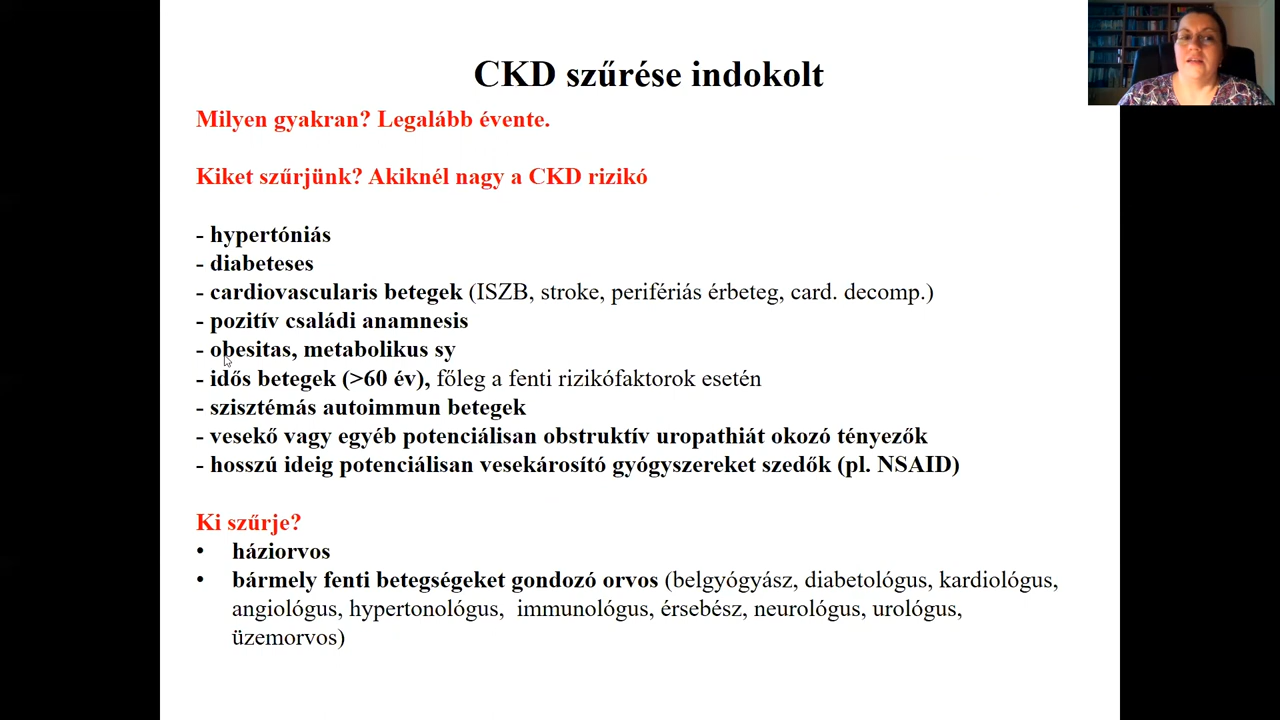 CKD szűrése indokolt
Milyen gyakran? Legalább évente.
Kiket szűrjünk? Akiknél nagy a CKD rizikó
- hypertóniás
- diabeteses
- cardiovascularis betegek (ISZB, stroke, perifériás érbeteg, card. decomp.)
- pozitív családi anamnesis
- obesitas, metabolikus sy
- idős betegek (>60 év), főleg a fenti rizikófaktorok esetén
- szisztémás autoimmun betegek
- vesekő vagy egyéb potenciálisan obstruktív uropathiát okozó tényezők
- hosszú ideig potenciálisan vesekárosító gyógyszereket szedők (pl. NSAID)
Ki szűrje?
• háziorvos
• bármely fenti betegségeket gondozó orvos (belgyógyász, diabetológus, kardiológus,
angiológus, hypertonológus, immunológus, érsebész, neurológus, urológus,
üzemorvos)